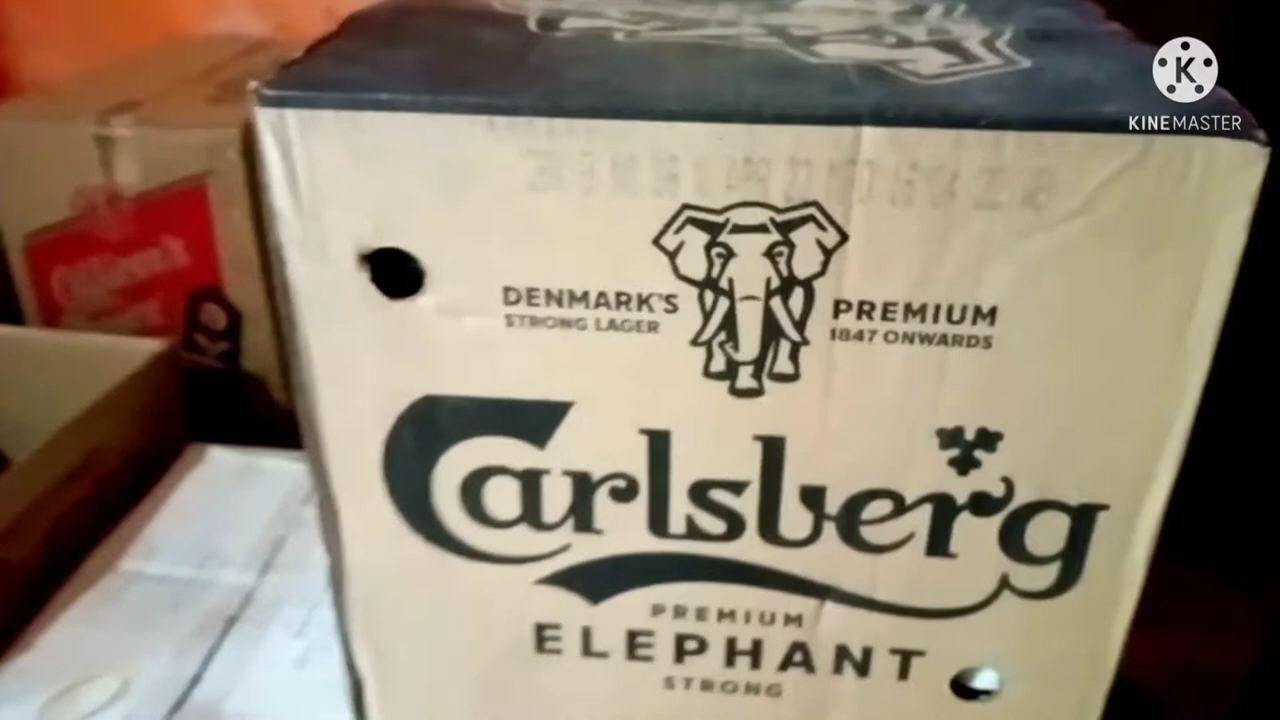 K
KINEMASTER
DENMARK'S
STRONG LAGER
PREMIUM
1847 ONWARDS
Carlsberg
PREMIUM
ELEPHANT
STRONG